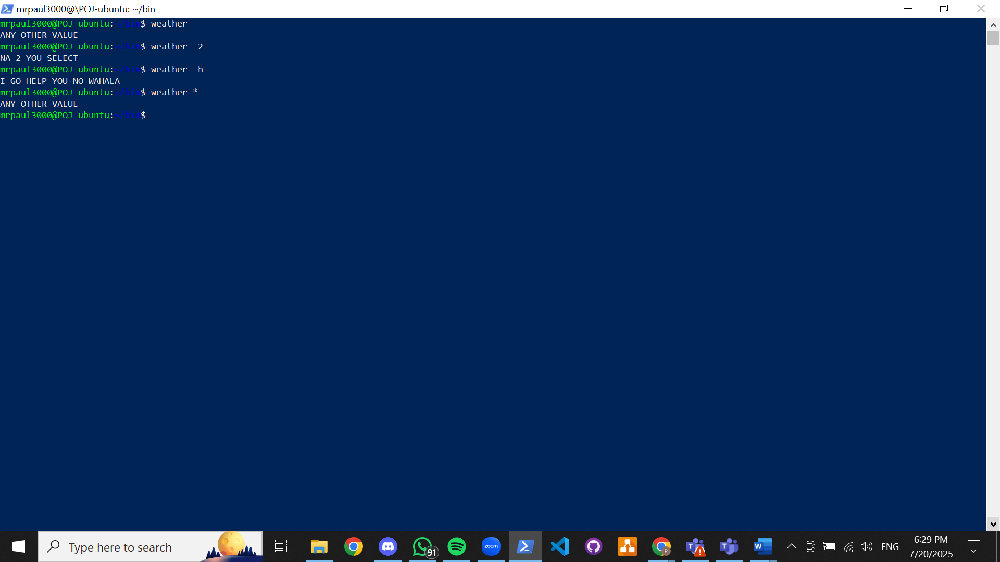 mrpaul3000@\POJ-ubuntu: ~/bin
mrpaul3000@POJ-ubuntu:~/bin$ weather
ANY OTHER VALUE
mrpaul3000@POJ-ubuntu:~/bin$ weather -2
NA 2 YOU SELECT
mrpaul3000@POJ-ubuntu:~/bin$ weather -h
I GO HELP YOU NO WAHALA
mrpaul3000@POJ-ubuntu:~/bin$ weather *
ANY OTHER VALUE
mrpaul3000@POJ-ubuntu:~/bin$
Type here to search
91
zoom
P
T
T
W
ENG
6:29 PM
7/20/2025